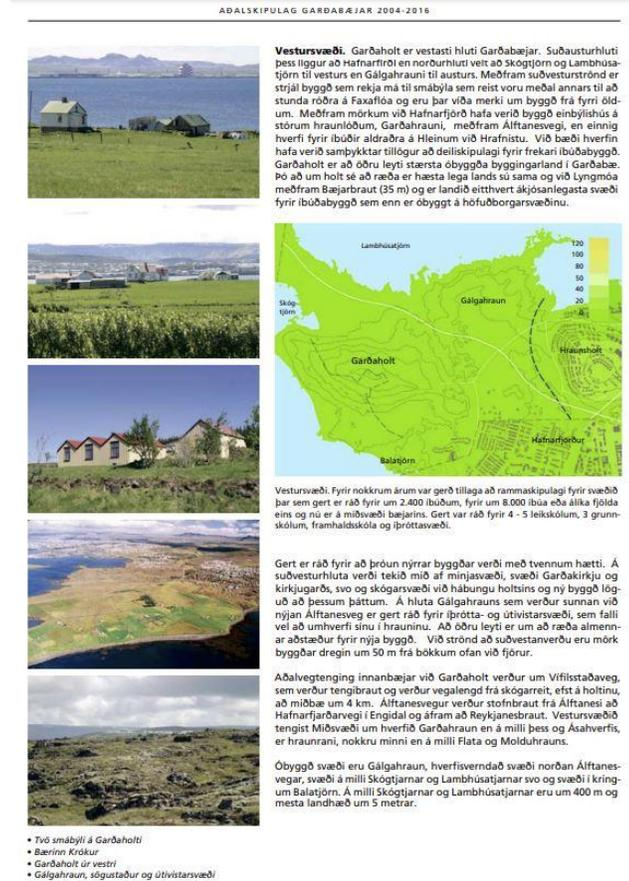 AÐALSKIPULAG GARÐABÆJAR 2004-2016
Vestursvæði. Garðaholt er vestasti hluti Garðabæjar. Suðausturhluti
þess liggur að Hafnarfirði en norðurhluti veit að Skógtjörn og Lambhúsa-
tjörn til vesturs en Gálgahrauni til austurs. Meðfram suðvesturströnd er
strjál byggð sem rekja má til smábýla sem reist voru meðal annars til að
stunda róðra á Faxaflóa og eru þar víða merki um byggð frá fyrri öld-
um. Meðfram mörkum við Hafnarfjörð hafa verið byggð einbýlishús á
stórum hraunlóðum, Garðahrauni, meðfram Álftanesvegi, en einnig
hverfi fyrir íbúðir aldraðra á Hleinum við Hrafnistu. Við bæði hverfin
hafa verið samþykktar tillögur að deiliskipulagi fyrir frekari íbúðabyggð.
Garðaholt er að öðru leyti stærsta óbyggða byggingarland í Garðabæ.
Þó að um holt sé að ræða er hæsta lega lands sú sama og við Lyngmóa
meðfram Bæjarbraut (35 m) og er landið eitthvert ákjósanlegasta svæði
fyrir íbúðabyggð sem enn er óbyggt á höfuðborgarsvæðinu.
Lambhúsatjörn
120
100
80
50
40
20
0
Skóg-
tjörn
Gálgahraun
Hraunsholt
Garðaholt
Hafnarfjörður
Balatjörn
Vestursvæði. Fyrir nokkrum árum var gerð tillaga að rammaskipulagi fyrir svæðið
þar sem gert er ráð fyrir um 2.400 íbúðum, fyrir um 8.000 íbúa eða álíka fjölda
eins og nú er á miðsvæði bæjarins. Gert var ráð fyrir 4 - 5 leikskólum, 3 grunn-
skólum, framhaldsskóla og íþróttasvæði.
Gert er ráð fyrir að þróun nýrrar byggðar verði með tvennum hætti. Á
suðvesturhluta verði tekið mið af minjasvæði, svæði Garðakirkju og
kirkjugarðs, svo og skógarsvæði við hábungu holtsins og ný byggð lög-
uð að þessum þáttum. Á hluta Gálgahrauns sem verður sunnan við
nýjan Álftanesveg er gert ráð fyrir íþrótta- og útivistarsvæði, sem falli
vel að umhverfi sínu í hrauninu. Að öðru leyti er um að ræða almenn-
ar aðstæður fyrir nýja byggð. Við strönd að suðvestanverðu eru mörk
byggðar dregin um 50 m frá bökkum ofan við fjörur.
Aðalvegtenging innanbæjar við Garðaholt verður um Vífilsstaðaveg,
sem verður tengibraut og verður vegalengd frá skógarreit, efst á holtinu,
að miðbæ um 4 km. Álftanesvegur verður stofnbraut frá Álftanesi að
Hafnarfjarðarvegi í Engidal og áfram að Reykjanesbraut. Vestursvæðið
tengist Miðsvæði um hverfið Garðahraun en á milli þess og Ásahverfis,
er hraunrani, nokkru minni en á milli Flata og Molduhrauns.
Óbyggð svæði eru Gálgahraun, hverfisverndað svæði norðan Álftanes-
vegar, svæði á milli Skógtjarnar og Lambhúsatjarnar svo og svæði í kring-
um Balatjörn. Á milli Skógtjarnar og Lambhúsatjarnar eru um 400 m og
mesta landhæð um 5 metrar.
• Tvö smábýli á Garðaholti
• Bærinn Krókur
• Garðaholt úr vestri
• Gálgahraun, sögustaður og útivistarsvæði